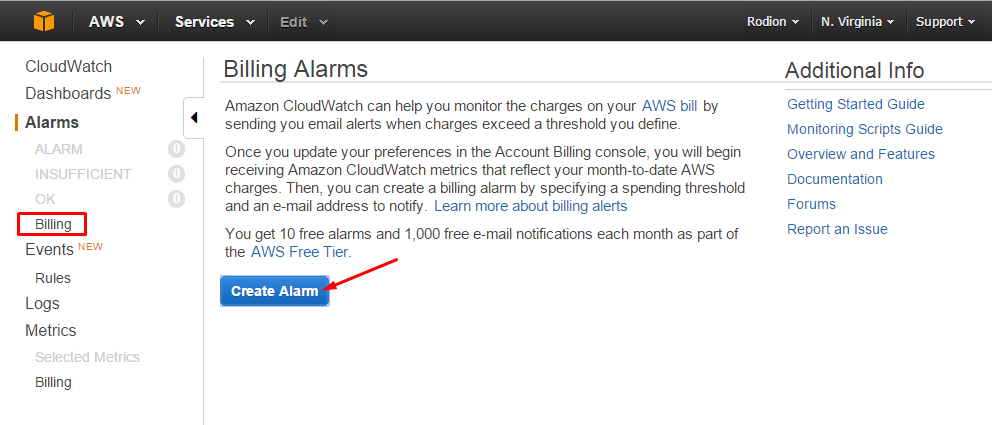 AWS Services Edit Rodion N. Virginia Support
CloudWatch
Dashboards NEW
Alarms
ALARM 0
INSUFFICIENT 0
OK 0
Billing
Events NEW
Rules
Logs
Metrics
Selected Metrics
Billing
Billing Alarms
Amazon CloudWatch can help you monitor the charges on your AWS bill by
sending you email alerts when charges exceed a threshold you define.
Once you update your preferences in the Account Billing console, you will begin
receiving Amazon CloudWatch metrics that reflect your month-to-date AWS
charges. Then, you can create a billing alarm by specifying a spending threshold
and an e-mail address to notify. Learn more about billing alerts
You get 10 free alarms and 1,000 free e-mail notifications each month as part of
the AWS Free Tier.
Create Alarm
Additional Info
Getting Started Guide
Monitoring Scripts Guide
Overview and Features
Documentation
Forums
Report an Issue